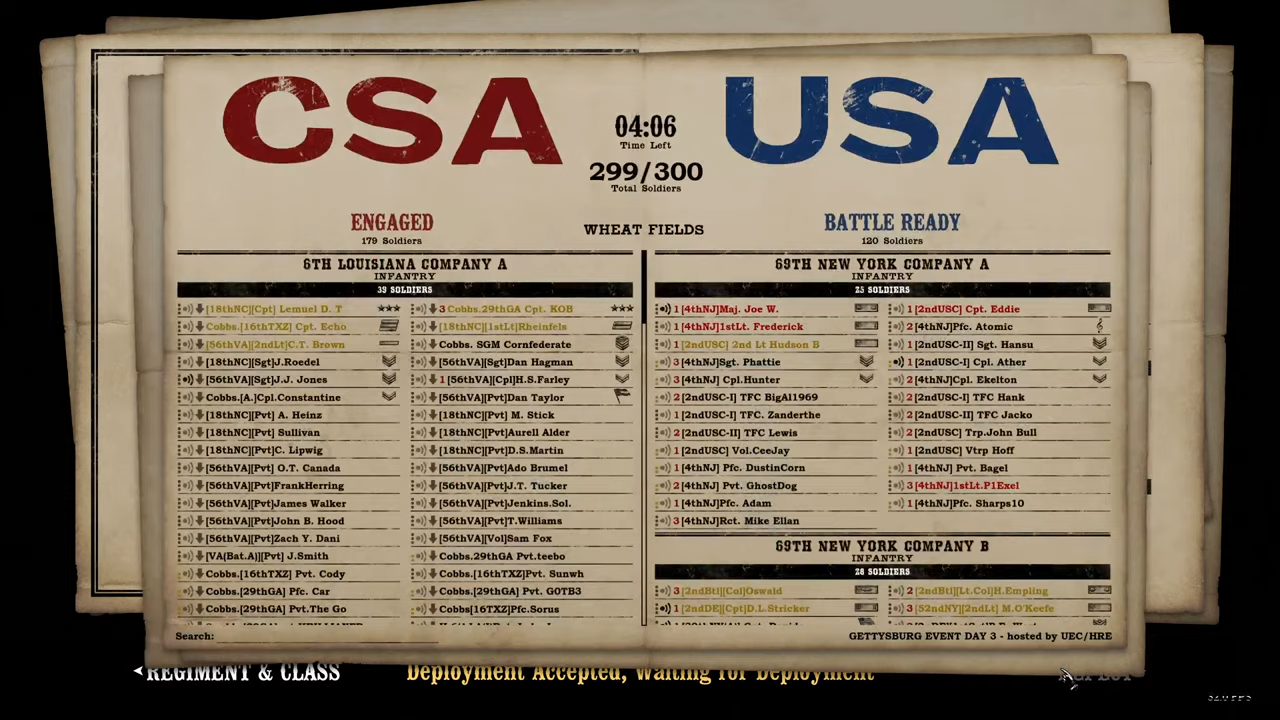 CSA
USA
04:06
Time Left
299/300
Total Soldiers
ENGAGED
179 Soldiers
WHEAT FIELDS
BATTLE READY
120 Soldiers
6TH LOUISIANA COMPANY A
INFANTRY
39 SOLDIERS
[18thNC][Cpt] Lemuel D. T
3 Cobbs.29thGA Cpt. KOB
Cobbs.[16thTXZ] Cpt. Echo
[18thNC][1stLt]Rheinfels
[56thVA][2ndLt]C.T. Brown
Cobbs. SGM Cornfederate
[18thNC][Sgt]J.Roedel
[56thVA][Sgt]Dan Hagman
[56thVA][Sgt]J.J. Jones
1 [56thVA][Cpl]H.S.Farley
Cobbs.[A.]Cpl.Constantine
[56thVA][Pvt]Dan Taylor
[18thNC][Pvt] A. Heinz
[18thNC][Pvt] M. Stick
[18thNC][Pvt] Sullivan
[18thNC][Pvt]Aurell Alder
[18thNC][Pvt]C. Lipwig
[18thNC][Pvt]D.S.Martin
[56thVA][Pvt] O.T. Canada
[56thVA][Pvt]Ado Brumel
[56thVA][Pvt]FrankHerring
[56thVA][Pvt]J.T. Tucker
[56thVA][Pvt]James Walker
[56thVA][Pvt]Jenkins.Sol.
[56thVA][Pvt]John B. Hood
[56thVA][Pvt]T.Williams
[56thVA][Pvt]Zach Y. Dani
[56thVA][Vol]Sam Fox
[VA(Bat.A)][Pvt] J.Smith
Cobbs.29thGA Pvt.teebo
Cobbs.[16thTXZ] Pvt. Cody
Cobbs.[16thTXZ]Pvt. Sunwh
Cobbs.[29thGA] Pfc. Car
Cobbs.[29thGA] Pvt. G0TB3
Cobbs.[29thGA] Pvt.The Go
Cobbs[16TXZ]Pfc.Sorus
69TH NEW YORK COMPANY A
INFANTRY
25 SOLDIERS
1 [4thNJ]Maj. Joe W.
1 [2ndUSC] Cpt. Eddie
1 [4thNJ]1stLt. Frederick
2 [4thNJ]Pfc. Atomic
1 [2ndUSC] 2nd Lt Hudson B
1 [2ndUSC-II] Sgt. Hansu
3 [4thNJ]Sgt. Phattie
1 [2ndUSC-I] Cpl. Ather
3 [4thNJ] Cpl.Hunter
2 [4thNJ]Cpl. Ekelton
2 [2ndUSC-I] TFC BigAl1969
2 [2ndUSC-I] TFC Hank
1 [2ndUSC-I] TFC. Zanderthe
2 [2ndUSC-II] TFC Jacko
2 [2ndUSC-II] TFC Lewis
2 [2ndUSC] Trp.John Bull
1 [2ndUSC] Vol.CeeJay
1 [2ndUSC] Vtrp Hoff
1 [4thNJ] Pfc. DustinCorn
1 [4thNJ] Pvt. Bagel
2 [4thNJ] Pvt. GhostDog
3 [4thNJ]1stLt.P1Exel
1 [4thNJ]Pfc. Adam
1 [4thNJ]Pfc. Sharps10
3 [4thNJ]Rct. Mike Ellan
69TH NEW YORK COMPANY B
INFANTRY
28 SOLDIERS
3 [2ndBtl][Col]Oswald
2 [2ndBtl][Lt.Col]H.Empling
1 [2ndDE][Cpt]D.L.Stricker
3 [52ndNY][2ndLt] M.O'Keefe
Search:
GETTYSBURG EVENT DAY 3 - hosted by UEC/HRE
REGIMENT & CLASS
Deployment Accepted, Waiting for Deployment